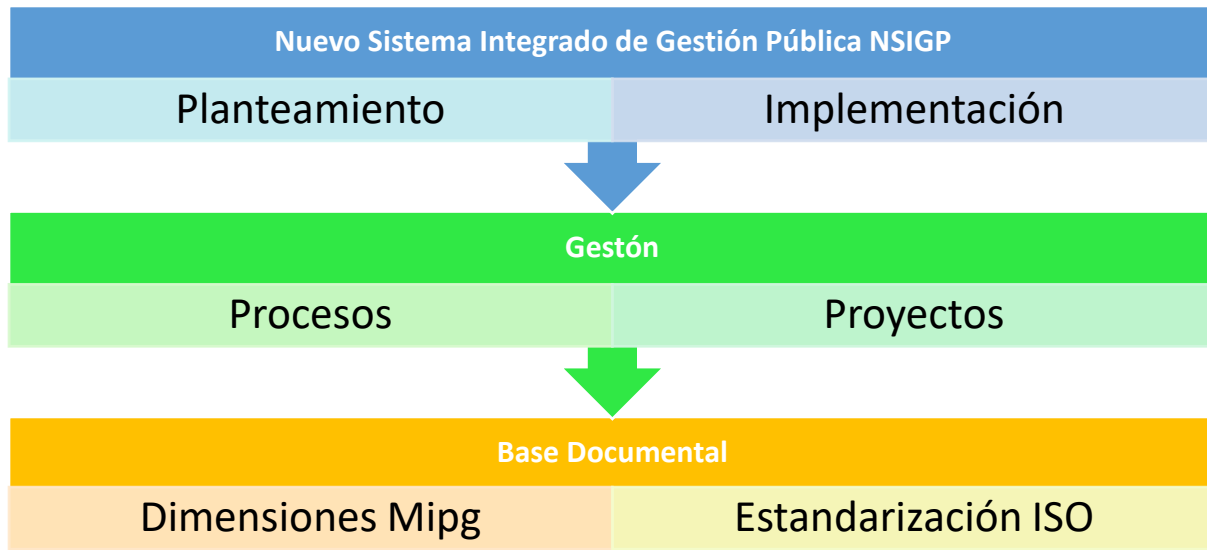 Nuevo Sistema Integrado de Gestión Pública NSIGP
Planteamiento
Implementación
Gestón
Procesos
Proyectos
Base Documental
Dimensiones Mipg
Estandarización ISO